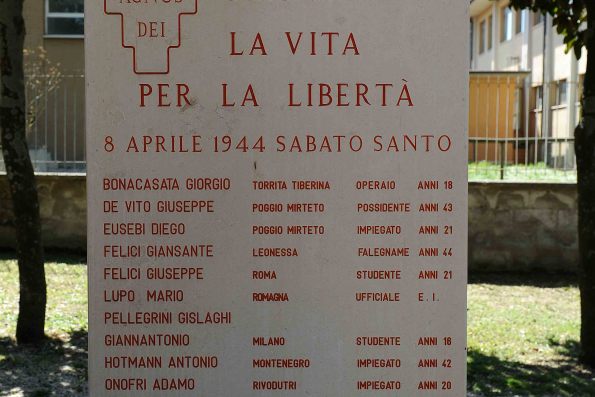 AGNUS
DEI
LA VITA
PER LA LIBERTÀ
8 APRILE 1944 SABATO SANTO
BONACASATA GIORGIO TORRITA TIBERINA OPERAIO ANNI 18
DE VITO GIUSEPPE POGGIO MIRTETO POSSIDENTE ANNI 43
EUSEBI DIEGO POGGIO MIRTETO IMPIEGATO ANNI 21
FELICI GIANSANTE LEONESSA FALEGNAME ANNI 44
FELICI GIUSEPPE ROMA STUDENTE ANNI 21
LUPO MARIO ROMAGNA UFFICIALE E. I.
PELLEGRINI GISLAGHI
GIANNANTONIO MILANO STUDENTE ANNI 18
HOTMANN ANTONIO MONTENEGRO IMPIEGATO ANNI 42
ONOFRI ADAMO RIVODUTRI IMPIEGATO ANNI 20